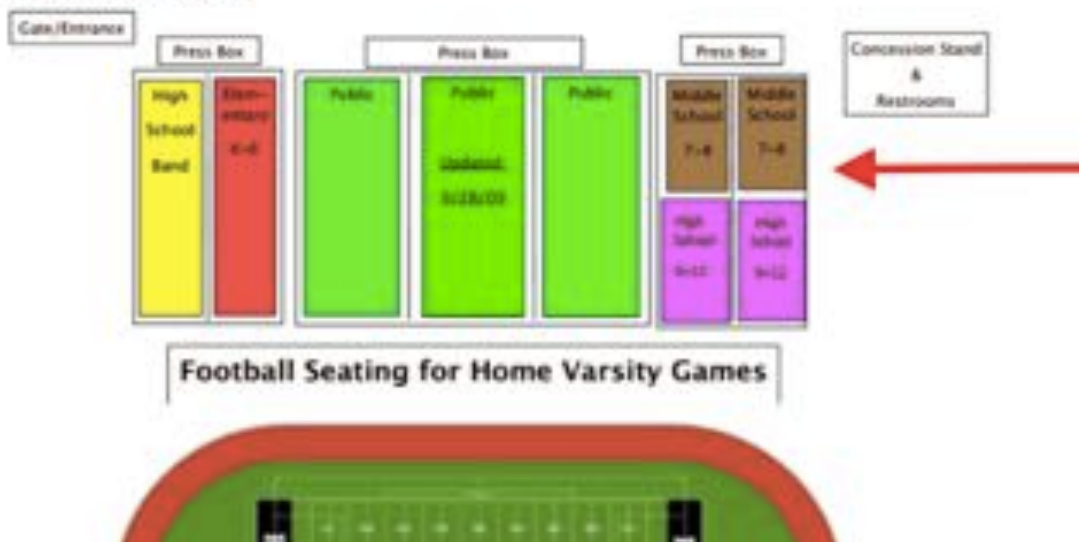 Gate/Entrance
Press Box
Press Box
Press Box
Concession Stand
&
Restrooms
High
School
Band
Elem-
entary
Public
Public
Updated:
Public
Middle
School
7-8
Middle
School
7-8
High
School
9-12
High
School
9-12
Football Seating for Home Varsity Games